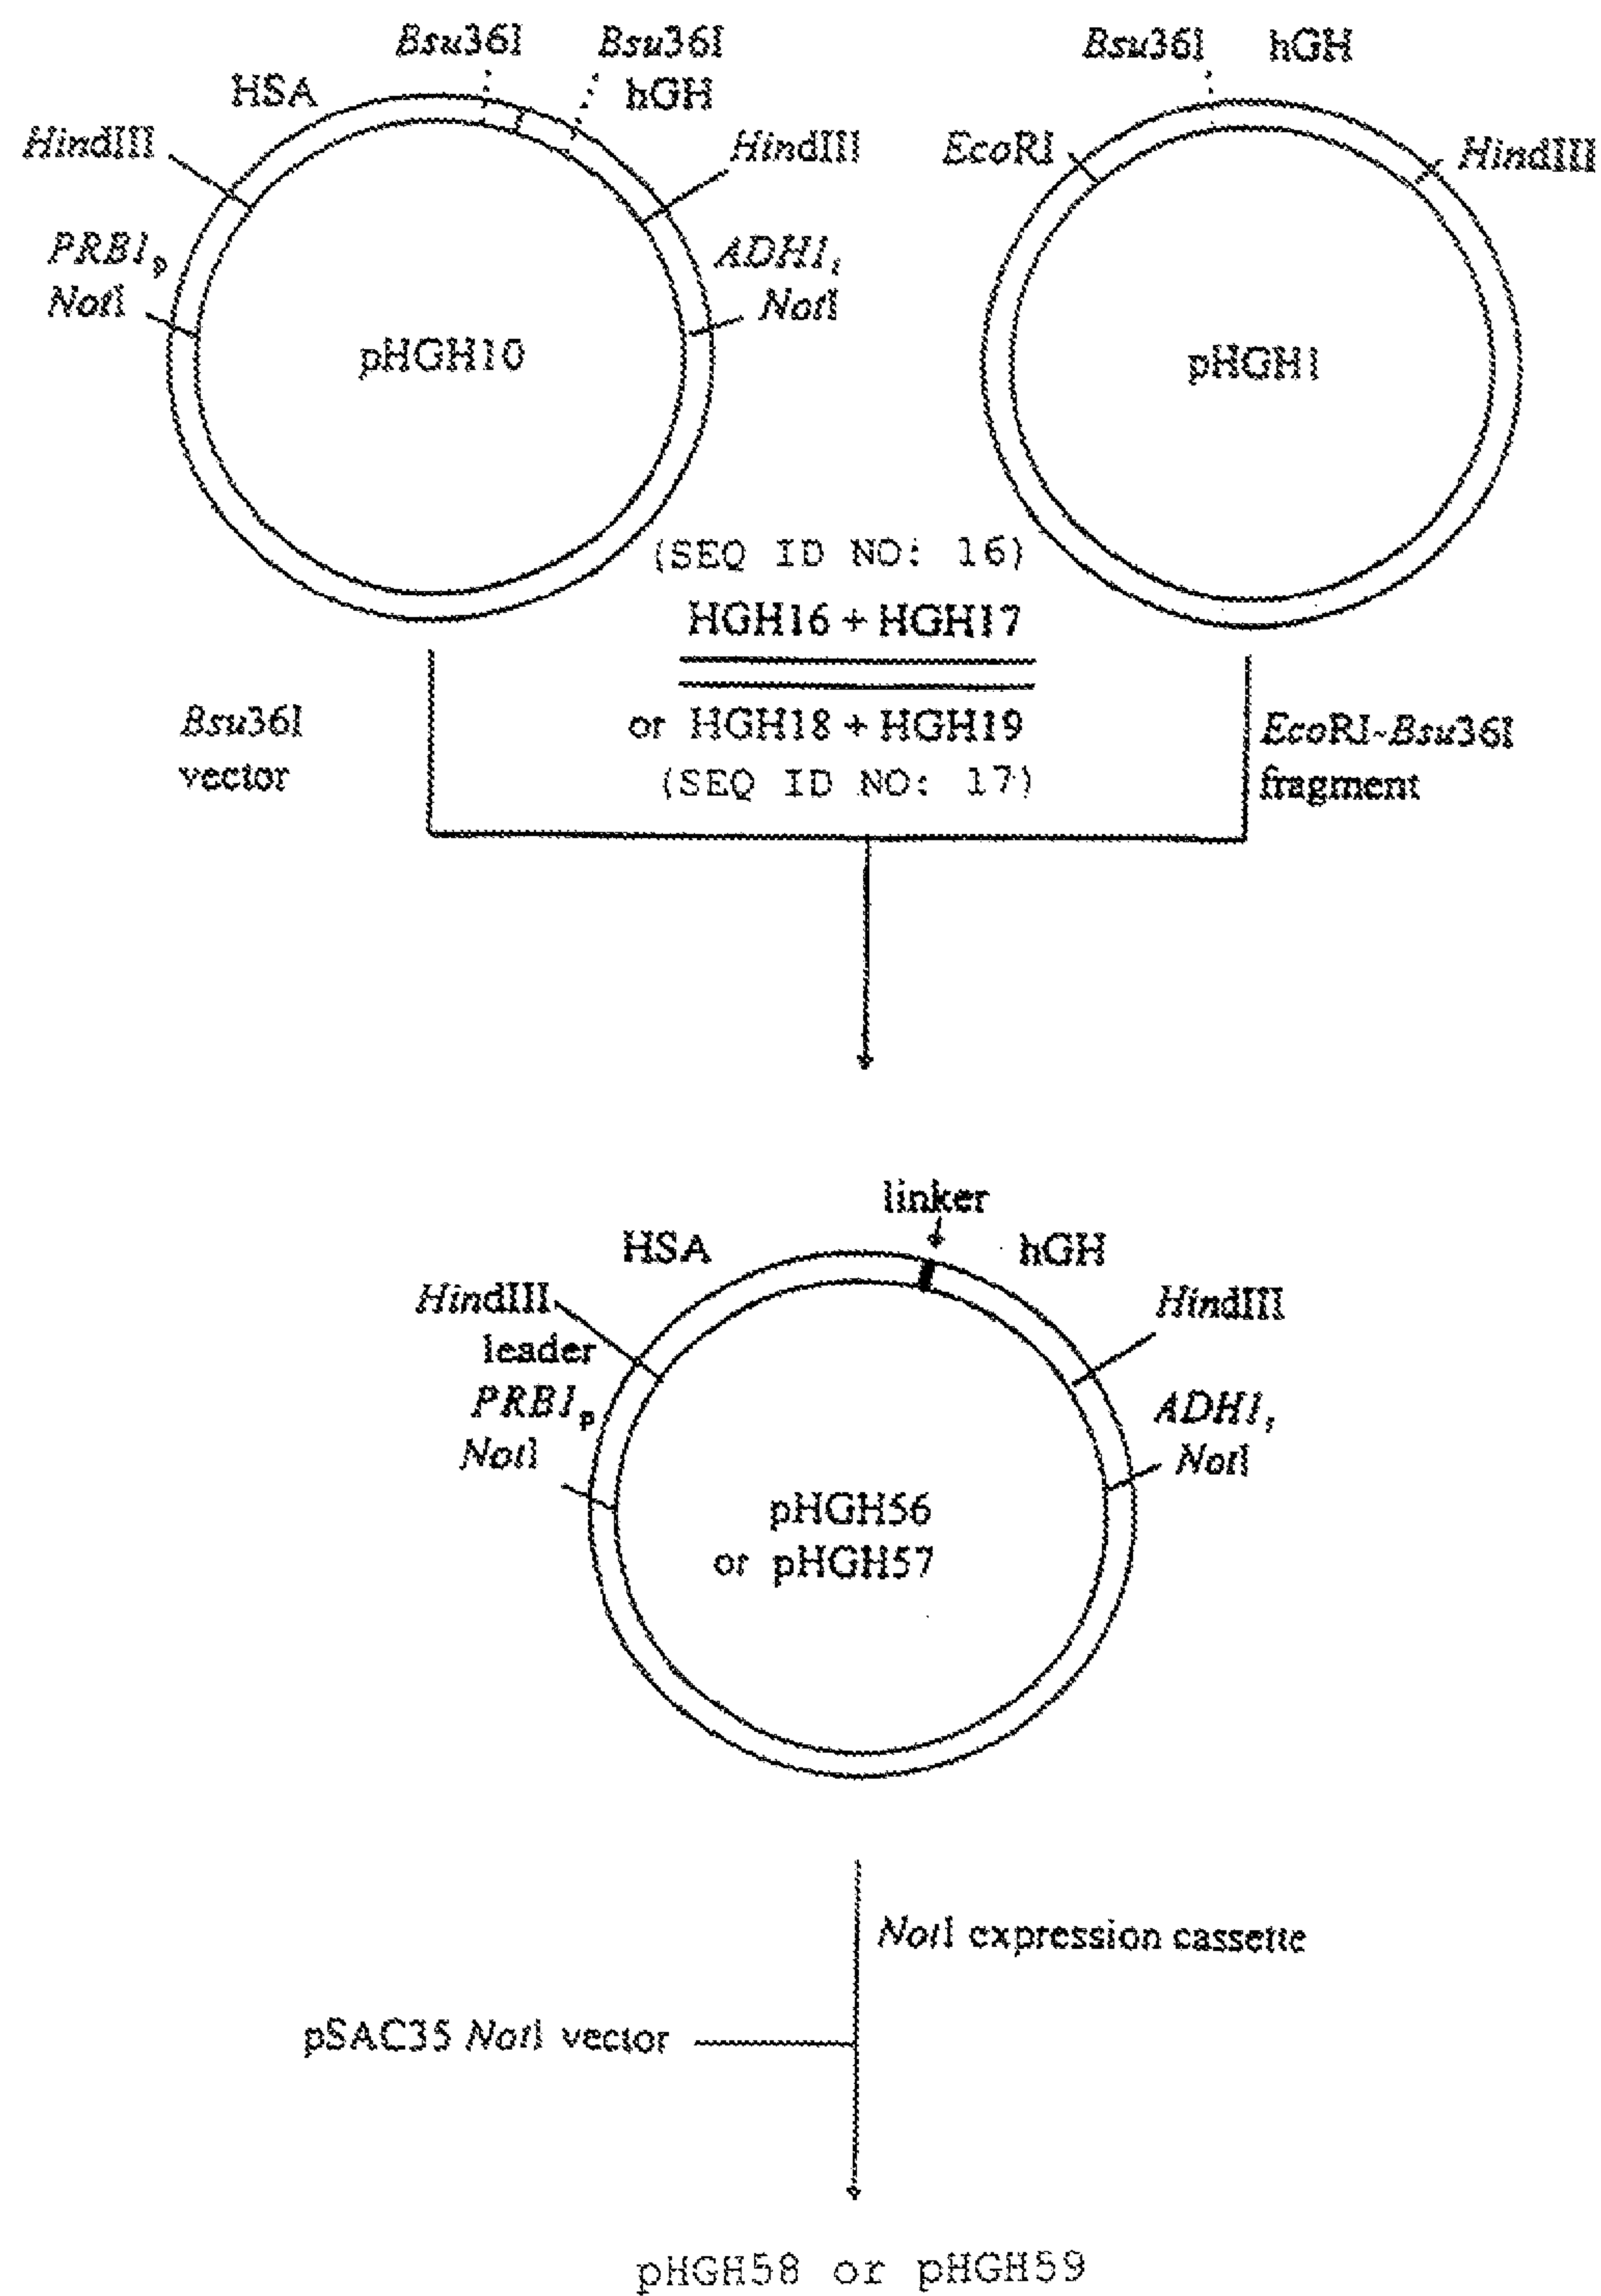 Bsu36I
Bsu36I
HSA
hGH
HindIII
HindIII
PRB1p
ADH1t
NotI
NotI
pHGH10
Bsu36I
hGH
EcoRI
HindIII
pHGH1
(SEQ ID NO: 16)
HGH16 + HGH17
or HGH18 + HGH19
(SEQ ID NO: 17)
Bsu36I
vector
EcoRI-Bsu36I
fragment
linker
HSA
hGH
HindIII
HindIII
leader
PRB1p
ADH1t
NotI
NotI
pHGH56
or pHGH57
NotI expression cassette
pSAC35 NotI vector
pHGH58 or pHGH59